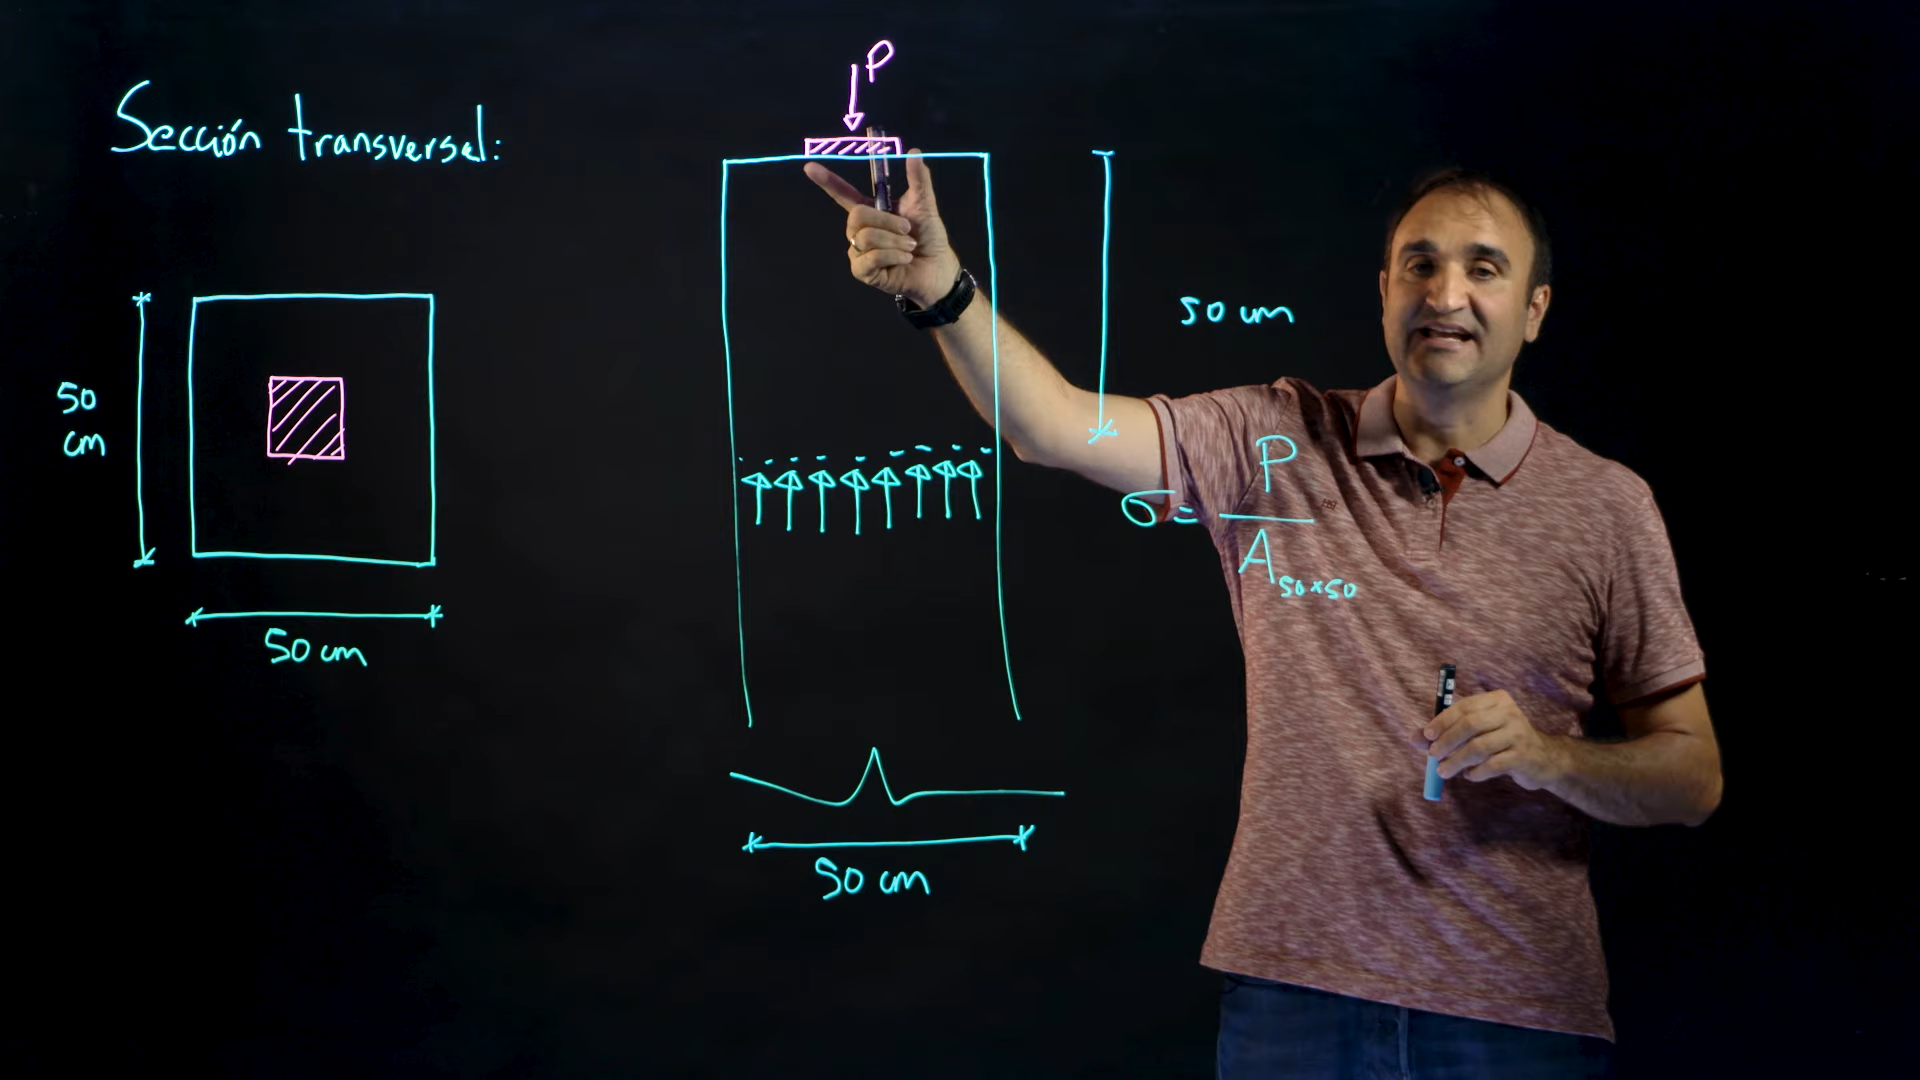 Sección transversal:
50
cm
50 cm
P
50 cm
σ = P
A50×50
50 cm